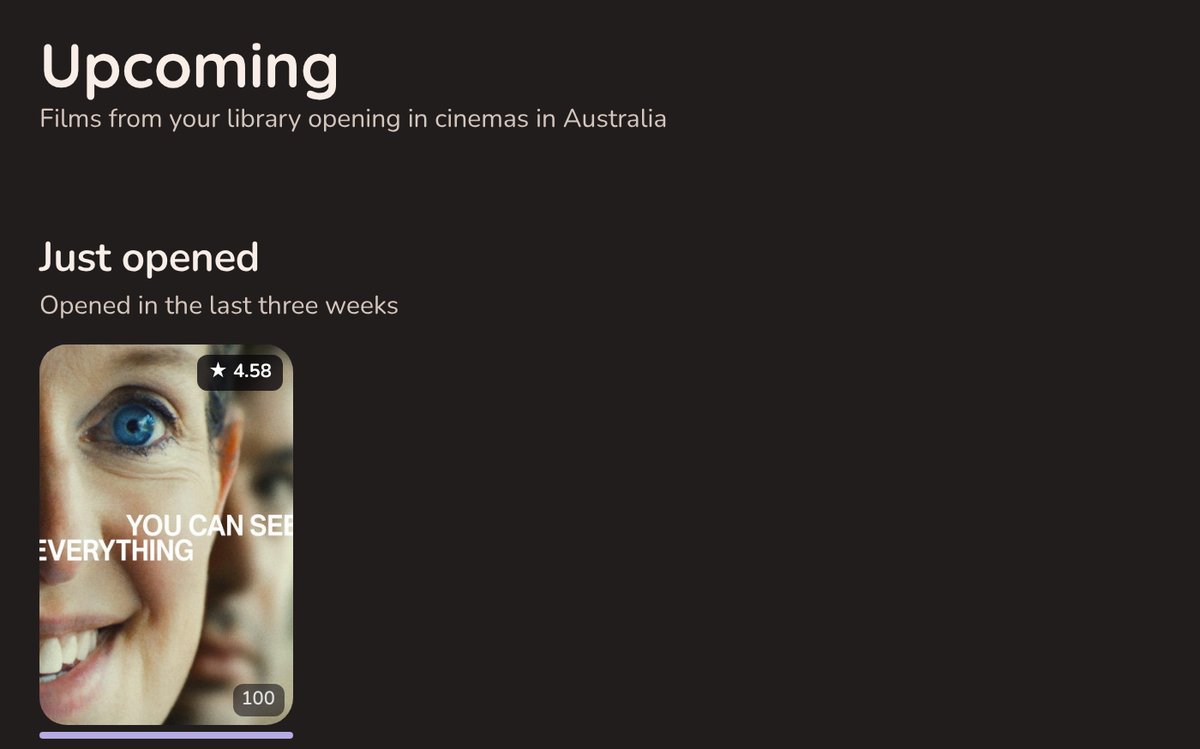 Upcoming
Films from your library opening in cinemas in Australia
Just opened
Opened in the last three weeks
★ 4.58
YOU CAN SEE
EVERYTHING
100